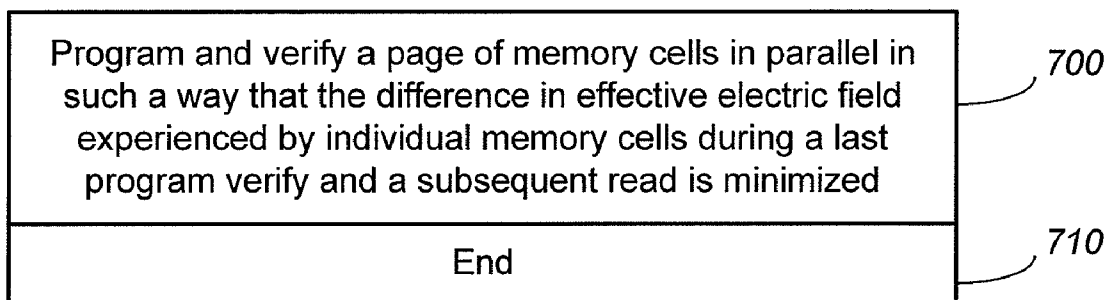 Program and verify a page of memory cells in parallel in
such a way that the difference in effective electric field
experienced by individual memory cells during a last
program verify and a subsequent read is minimized
700
End
710